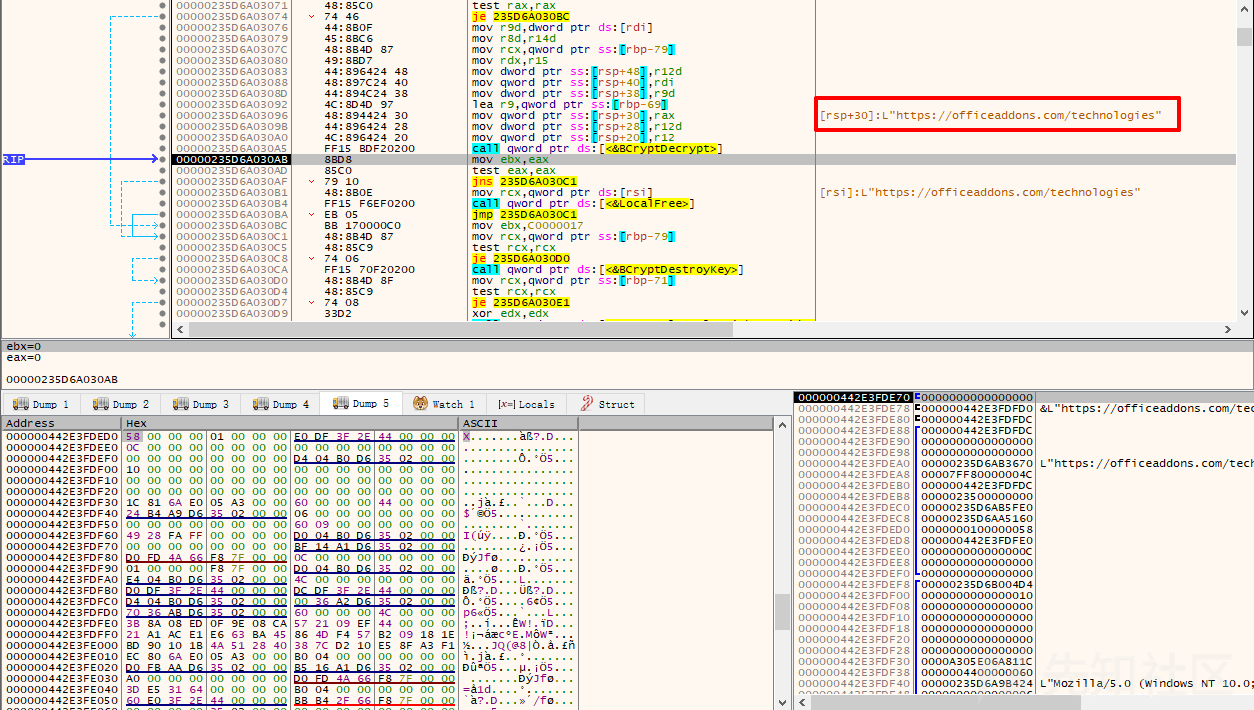 00000235D6A03071 48:85C0 test rax,rax
00000235D6A03074 74 46 je 235D6A030BC
00000235D6A03076 44:8B0F mov r9d,dword ptr ds:[rdi]
00000235D6A03079 45:8BC6 mov r8d,r14d
00000235D6A0307C 48:8B4D 87 mov rcx,qword ptr ss:[rbp-79]
00000235D6A03080 49:8BD7 mov rdx,r15
00000235D6A03083 44:896424 48 mov dword ptr ss:[rsp+48],r12d
00000235D6A03088 48:897C24 40 mov qword ptr ss:[rsp+40],rdi
00000235D6A0308D 44:894C24 38 mov dword ptr ss:[rsp+38],r9d
00000235D6A03092 4C:8D4D 97 lea r9,qword ptr ss:[rbp-69]
00000235D6A03096 48:894424 30 mov qword ptr ss:[rsp+30],rax [rsp+30]:L"https://officeaddons.com/technologies"
00000235D6A0309B 44:896424 28 mov dword ptr ss:[rsp+28],r12d
00000235D6A030A0 4C:896424 20 mov qword ptr ss:[rsp+20],r12
00000235D6A030A5 FF15 BDF20200 call qword ptr ds:[<&BCryptDecrypt>]
RIP 00000235D6A030AB 8BD8 mov ebx,eax
00000235D6A030AD 85C0 test eax,eax
00000235D6A030AF 79 10 jns 235D6A030C1
00000235D6A030B1 48:8B0E mov rcx,qword ptr ds:[rsi] [rsi]:L"https://officeaddons.com/technologies"
00000235D6A030B4 FF15 F6EF0200 call qword ptr ds:[<&LocalFree>]
00000235D6A030BA EB 05 jmp 235D6A030C1
00000235D6A030BC BB 170000C0 mov ebx,C0000017
00000235D6A030C1 48:8B4D 87 mov rcx,qword ptr ss:[rbp-79]
00000235D6A030C5 48:85C9 test rcx,rcx
00000235D6A030C8 74 06 je 235D6A030D0
00000235D6A030CA FF15 70F20200 call qword ptr ds:[<&BCryptDestroyKey>]
00000235D6A030D0 48:8B4D 8F mov rcx,qword ptr ss:[rbp-71]
00000235D6A030D4 48:85C9 test rcx,rcx
00000235D6A030D7 74 08 je 235D6A030E1
00000235D6A030D9 33D2 xor edx,edx
ebx=0
eax=0
00000235D6A030AB
Dump 1 Dump 2 Dump 3 Dump 4 Dump 5 Watch 1 [x=] Locals Struct
Address Hex ASCII
000000442E3FDED0 58 00 00 00 01 00 00 00 E0 DF 3F 2E 44 00 00 00 X.......àß?.D...
000000442E3FDEE0 0C 00 00 00 00 00 00 00 00 00 00 00 00 00 00 00
000000442E3FDEF0 00 00 00 00 00 00 00 00 D4 04 B0 D6 35 02 00 00 ........Ô.°Ö5...
000000442E3FDF00 10 00 00 00 00 00 00 00 00 00 00 00 00 00 00 00
000000442E3FDF10 00 00 00 00 00 00 00 00 00 00 00 00 00 00 00 00
000000442E3FDF20 00 00 00 00 00 00 00 00 00 00 00 00 00 00 00 00
000000442E3FDF30 1C 81 6A E0 05 A3 00 00 60 00 00 00 44 00 00 00 ..jà.£..`...D...
000000442E3FDF40 24 B4 A9 D6 35 02 00 00 06 00 00 00 00 00 00 00 $´©Ö5...
000000442E3FDF50 00 00 00 00 00 00 00 00 60 09 00 00 00 00 00 00
000000442E3FDF60 49 28 FA FF 00 00 00 00 D0 04 B0 D6 35 02 00 00 I(úÿ....Ð.°Ö5...
000000442E3FDF70 00 00 00 00 00 00 00 00 BF 14 A1 D6 35 02 00 00 ........¿.¡Ö5...
000000442E3FDF80 D0 FD 4A 66 F8 7F 00 00 0C 00 00 00 00 00 00 00 ÐýJfø...
000000442E3FDF90 01 00 00 00 F8 7F 00 00 D0 04 B0 D6 35 02 00 00 ....ø...Ð.°Ö5...
000000442E3FDFA0 E4 04 B0 D6 35 02 00 00 4C 00 00 00 00 00 00 00 ä.°Ö5...L.......
000000442E3FDFB0 D0 DF 3F 2E 44 00 00 00 DC DF 3F 2E 44 00 00 00 Ðß?.D...Üß?.D...
000000442E3FDFC0 D4 04 B0 D6 35 02 00 00 00 36 A2 D6 35 02 00 00 Ô.°Ö5....6¢Ö5...
000000442E3FDFD0 70 36 AB D6 35 02 00 00 60 00 00 00 4C 00 00 00 p6«Ö5...`...L...
000000442E3FDFE0 3B 8A 08 ED 0F 9E 08 CA 57 21 09 EF 44 00 00 00
000000442E3FDFF0 21 A1 AC E1 E6 63 BA 45 86 4D F4 57 B2 09 18 1E
000000442E3FE000 BD 90 10 1B 4A 51 28 40 38 7C D2 10 E5 8F A3 F1
000000442E3FE010 EC 80 6A E0 05 A3 00 00 B0 04 00 00 00 00 00 00
000000442E3FE020 D0 FB AA D6 35 02 00 00 B5 16 A1 D6 35 02 00 00 ÐûªÖ5...µ.¡Ö5...
000000442E3FE030 A0 00 00 00 00 00 00 00 D0 FD 4A 66 F8 7F 00 00
000000442E3FE040 3D E5 31 64 00 00 00 00 B0 04 00 00 00 00 00 00 =å1d....°.......
000000442E3FE050 60 E0 3F 2E 44 00 00 00 BB B4 2F 66 F8 7F 00 00 `à?.D...»´/fø...
000000442E3FDE70 0000000000000000
000000442E3FDE78 000000442E3FDFD0 &L"https://officeaddons.com/tec
000000442E3FDE80 000000442E3FDFDC
000000442E3FDE88 000000442E3FDFDC
000000442E3FDE90 0000000000000000
000000442E3FDE98 0000000000000000
000000442E3FDEA0 00000235D6AB3670 L"https://officeaddons.com/tech
000000442E3FDEA8 00007FF80000004C
000000442E3FDEB0 000000442E3FDFDC
000000442E3FDEB8 0000023500000000
000000442E3FDEC0 00000235D6AB5FE0
000000442E3FDEC8 00000235D6AA5160
000000442E3FDED0 0000000100000058
000000442E3FDED8 000000442E3FDFE0
000000442E3FDEE0 000000000000000C
000000442E3FDEE8 0000000000000000
000000442E3FDEF0 0000000000000000
000000442E3FDEF8 00000235D6B004D4
000000442E3FDF00 0000000000000010
000000442E3FDF08 0000000000000000
000000442E3FDF10 0000000000000000
000000442E3FDF18 0000000000000000
000000442E3FDF20 0000000000000000
000000442E3FDF28 0000000000000000
000000442E3FDF30 0000A305E06A811C
000000442E3FDF38 0000004400000060
000000442E3FDF40 00000235D6A9B424 L"Mozilla/5.0 (Windows NT 10.0;
先知社区